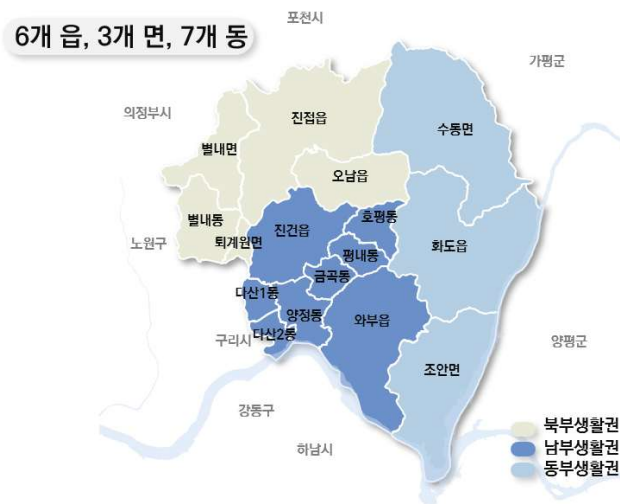 포천시
6개 읍, 3개 면, 7개 동
가평군
의정부시
진접읍
수동면
별내면
오남읍
별내동
호평동
진건읍
노원구
퇴계원면
화도읍
평내동
금곡동
다산1동
양정동
와부읍
다산2동
구리시
양평군
조안면
강동구
하남시
북부생활권
남부생활권
동부생활권